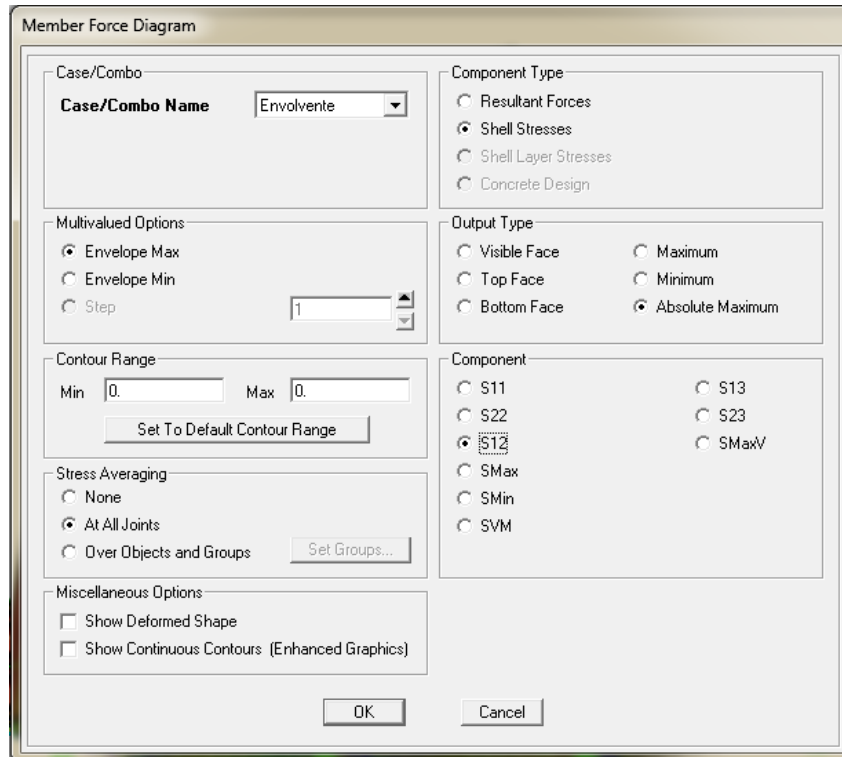 Member Force Diagram
Case/Combo
Case/Combo Name Envolvente
Component Type
Resultant Forces
Shell Stresses
Shell Layer Stresses
Concrete Design
Multivalued Options
Envelope Max
Envelope Min
Step 1
Output Type
Visible Face Maximum
Top Face Minimum
Bottom Face Absolute Maximum
Contour Range
Min 0. Max 0.
Set To Default Contour Range
Component
S11 S13
S22 S23
S12 SMaxV
SMax
SMin
SVM
Stress Averaging
None
At All Joints
Over Objects and Groups Set Groups...
Miscellaneous Options
Show Deformed Shape
Show Continuous Contours (Enhanced Graphics)
OK Cancel